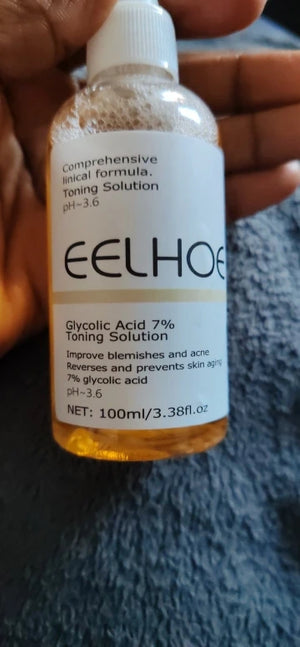 Comprehensive
linical formula.
Toning Solution
pH~3.6
EELHOE
Glycolic Acid 7%
Toning Solution
Improve blemishes and acne
Reverses and prevents skin aging
7% glycolic acid
pH~3.6
NET: 100ml/3.38fl.oz